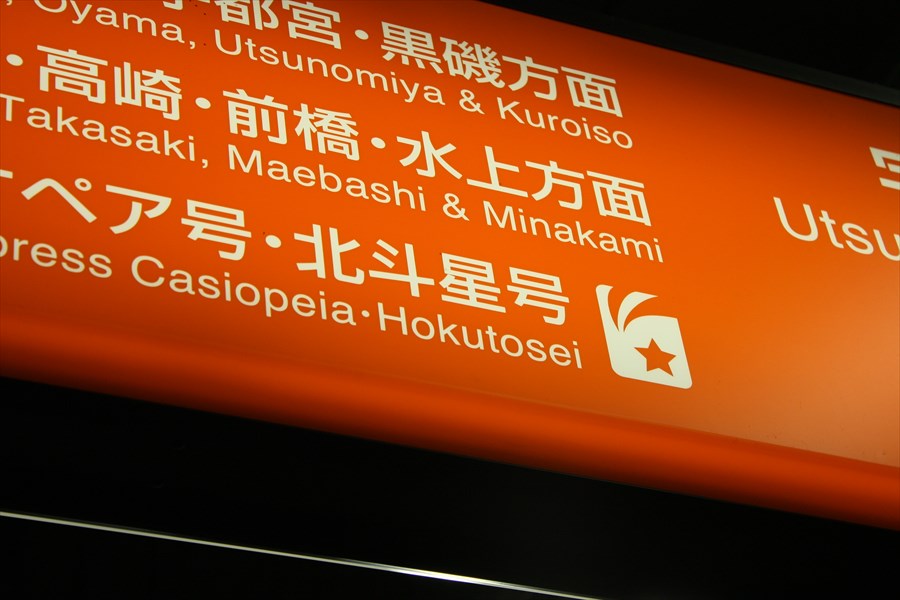 都宮・黒磯方面
Oyama, Utsunomiya & Kuroiso
・高崎・前橋・水上方面
Takasaki, Maebashi & Minakami
ペア号・北斗星号
press Casiopeia・Hokutosei
Utsu